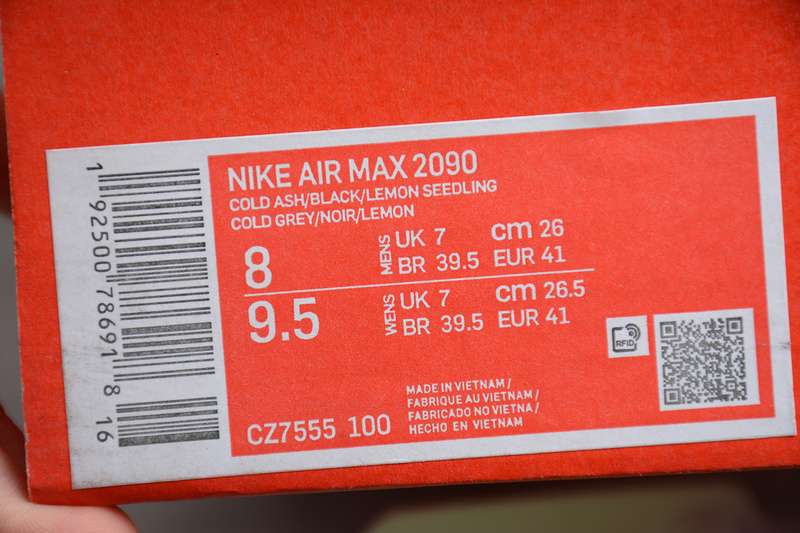 NIKE AIR MAX 2090
COLD ASH/BLACK/LEMON SEEDLING
COLD GREY/NOIR/LEMON
8 MENS UK 7 cm 26
BR 39.5 EUR 41
9.5 WENS UK 7 cm 26.5
BR 39.5 EUR 41
RFID
MADE IN VIETNAM/
FABRIQUE AU VIETNAM/
FABRICADO NO VIETNA/
HECHO EN VIETNAM
CZ7555 100
1 92500 78691 8 16